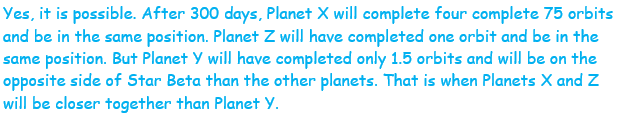 Yes, it is possible. After 300 days, Planet X will complete four complete 75 orbits
and be in the same position. Planet Z will have completed one orbit and be in the
same position. But Planet Y will have completed only 1.5 orbits and will be on the
opposite side of Star Beta than the other planets. That is when Planets X and Z
will be closer together than Planet Y.